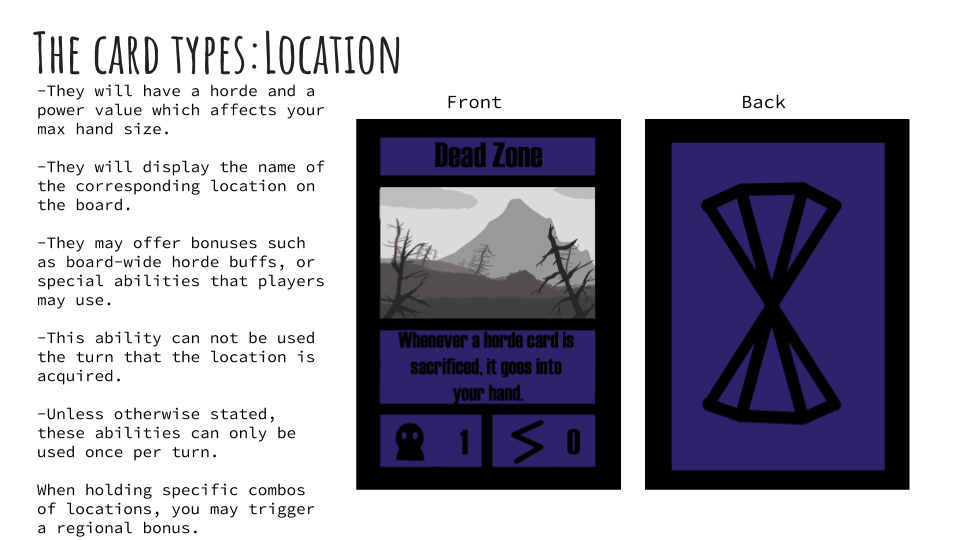 The card types:Location
-They will have a horde and a
power value which affects your
max hand size.
-They will display the name of
the corresponding location on
the board.
-They may offer bonuses such
as board-wide horde buffs, or
special abilities that players
may use.
-This ability can not be used
the turn that the location is
acquired.
-Unless otherwise stated,
these abilities can only be
used once per turn.
When holding specific combos
of locations, you may trigger
a regional bonus.
Front
Dead Zone
Whenever a horde card is
sacrificed, it goes into
your hand.
1
0
Back